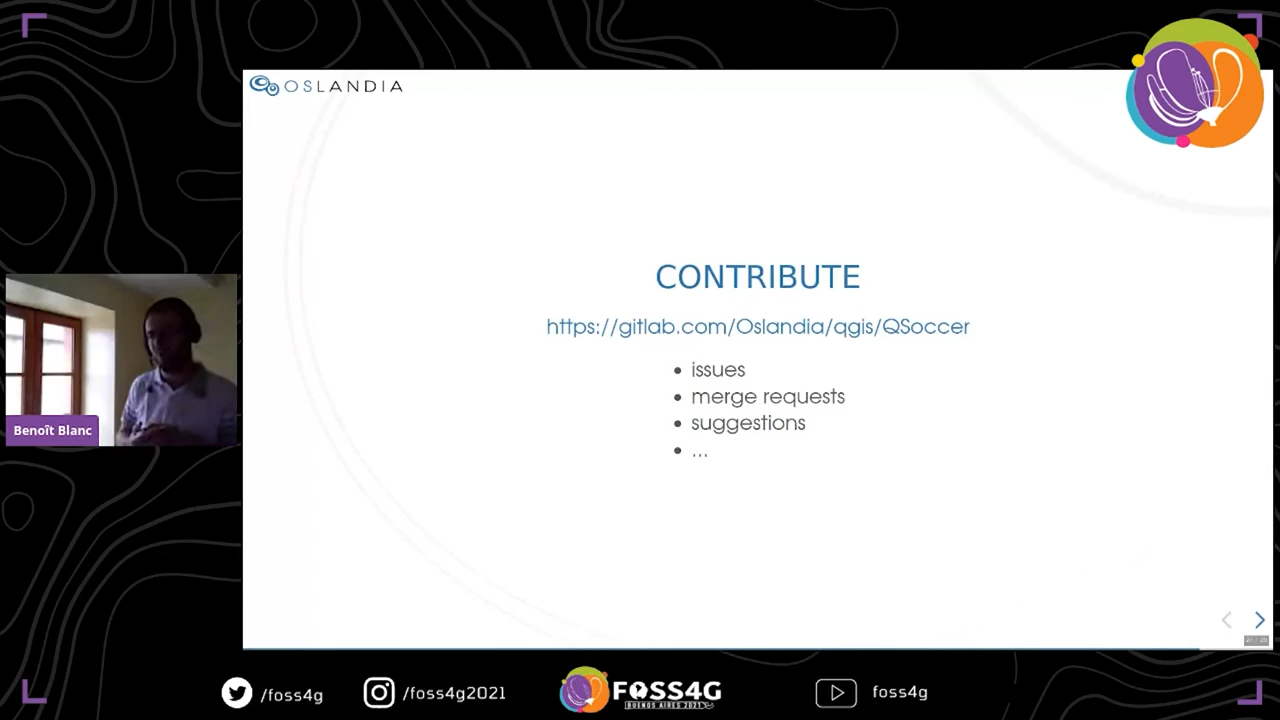 OSLANDIA
CONTRIBUTE
https://gitlab.com/Oslandia/qgis/QSoccer
issues
merge requests
suggestions
...
Benoît Blanc
/foss4g
/foss4g2021
FOSS4G
BUENOS AIRES 2021
foss4g